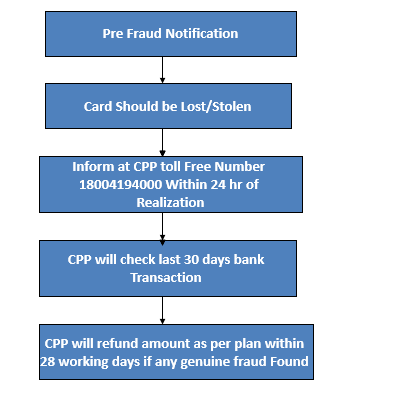 Pre Fraud Notification
Card Should be Lost/Stolen
Inform at CPP toll Free Number
18004194000 Within 24 hr of
Realization
CPP will check last 30 days bank
Transaction
CPP will refund amount as per plan within
28 working days if any genuine fraud Found